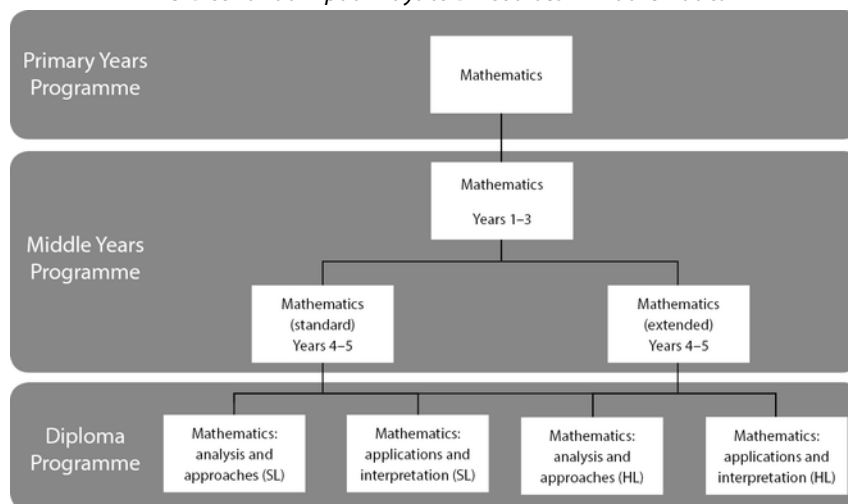 Primary Years
Programme
Mathematics
Middle Years
Programme
Mathematics
Years 1–3
Mathematics
(standard)
Years 4–5
Mathematics
(extended)
Years 4–5
Diploma
Programme
Mathematics:
analysis and
approaches (SL)
Mathematics:
applications and
interpretation (SL)
Mathematics:
analysis and
approaches (HL)
Mathematics:
applications and
interpretation (HL)